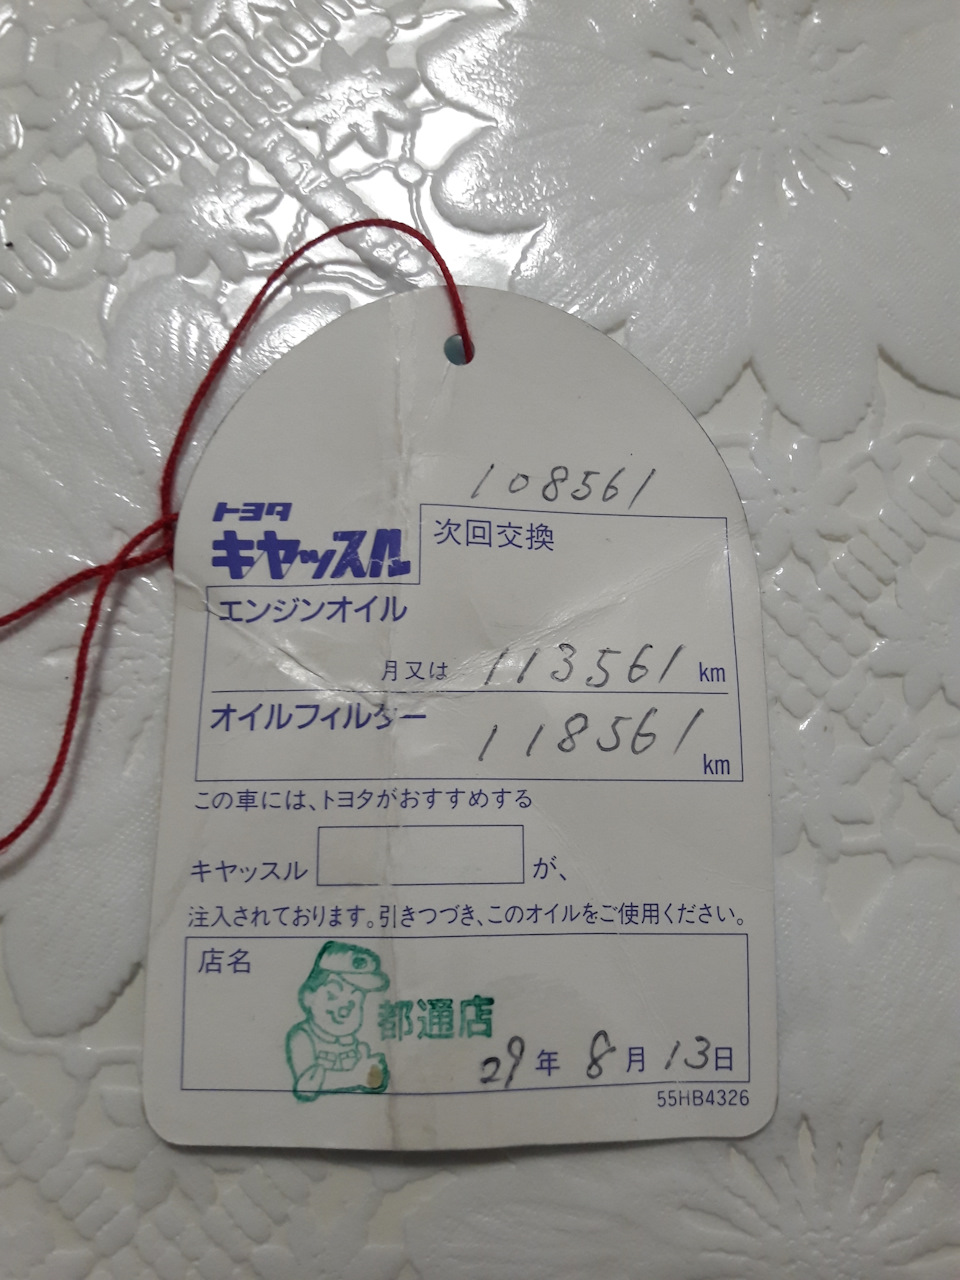 108561
トヨタ
キヤッスル
次回交換
エンジンオイル
月又は 113561 km
オイルフィルター
118561 km
この車には、トヨタがおすすめする
キヤッスル が、
注入されております。引きつづき、このオイルをご使用ください。
店名
都通店
29年 8月 13日
55HB4326